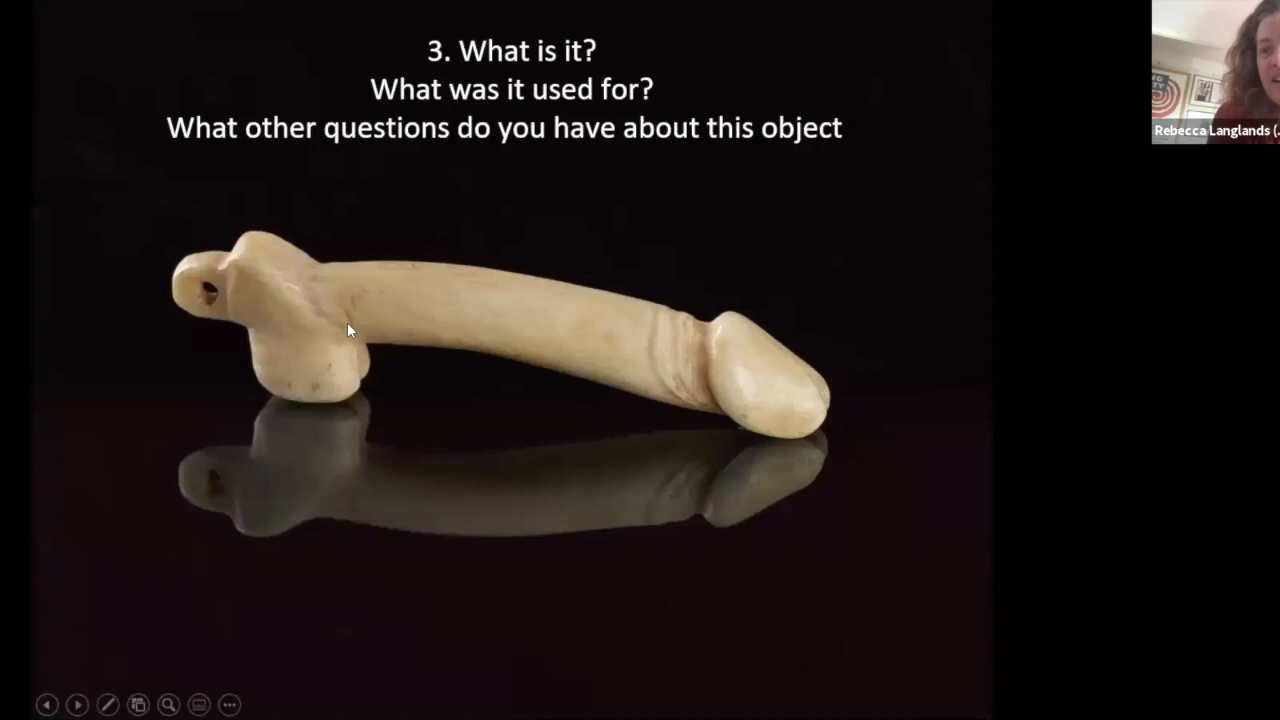 3. What is it?
What was it used for?
What other questions do you have about this object
Rebecca Langlands (.